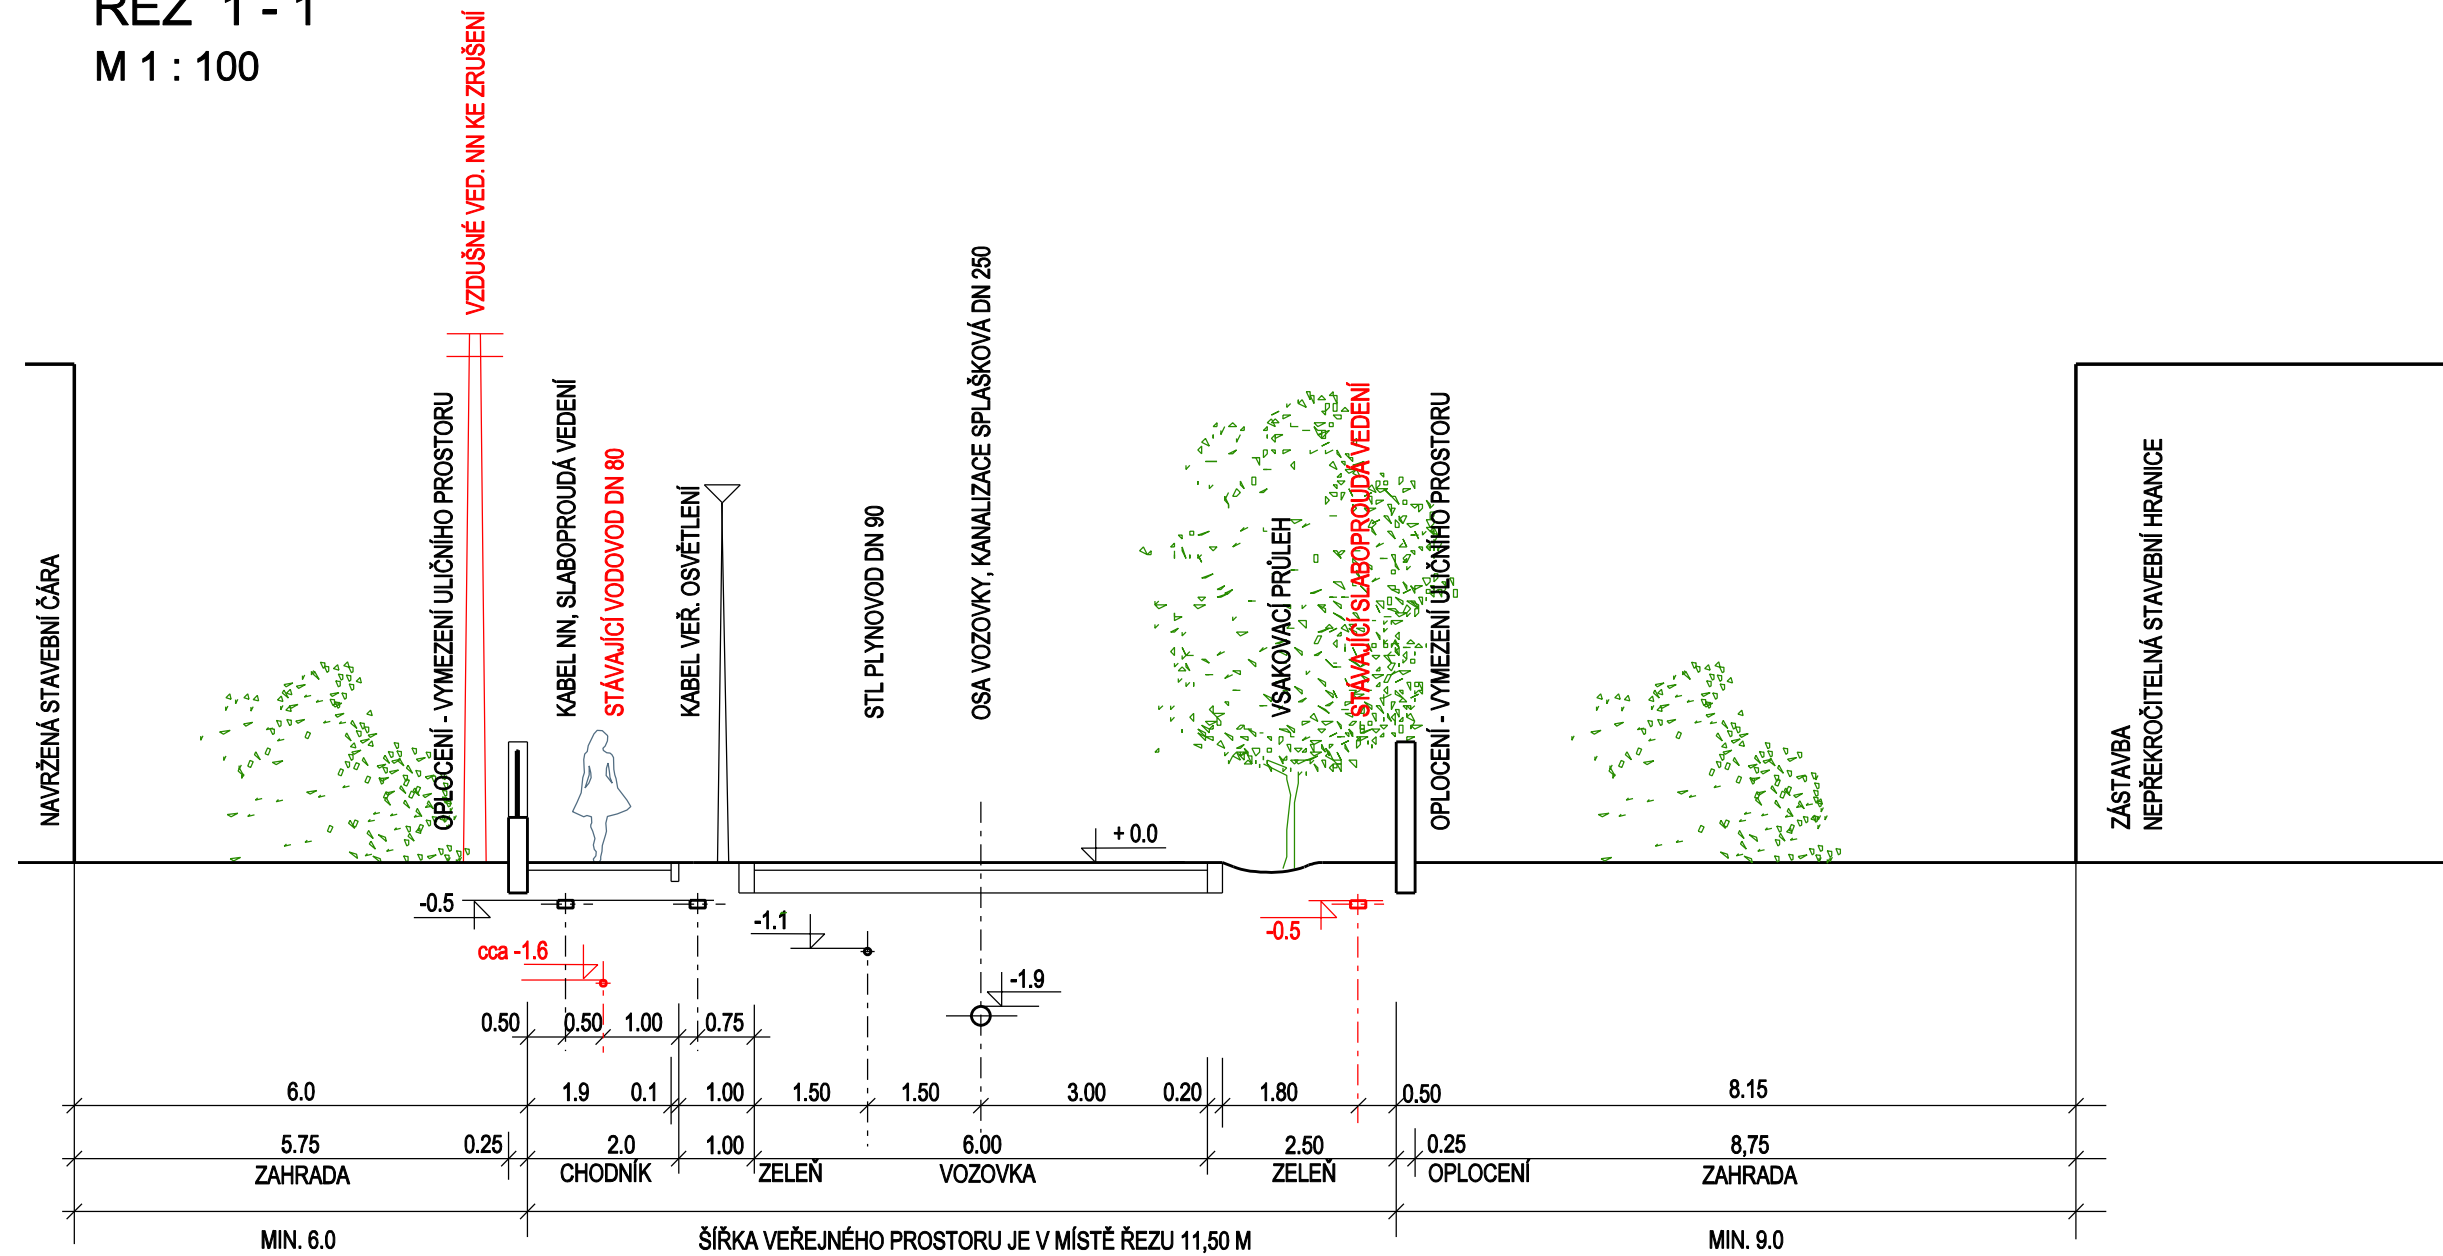 ŘEZ 1 - 1
M 1 : 100
VZDUŠNÉ VED. NN KE ZRUŠENÍ
NAVRŽENÁ STAVEBNÍ ČÁRA
OPLOCENÍ - VYMEZENÍ ULIČNÍHO PROSTORU
KABEL NN, SLABOPROUDÁ VEDENÍ
STÁVAJÍCÍ VODOVOD DN 80
KABEL VEŘ. OSVĚTLENÍ
STL PLYNOVOD DN 90
OSA VOZOVKY, KANALIZACE SPLAŠKOVÁ DN 250
VSAKOVACÍ PRŮLEH
STÁVAJÍCÍ SLABOPROUDÁ VEDENÍ
OPLOCENÍ - VYMEZENÍ ULIČNÍHO PROSTORU
ZÁSTAVBA
NEPŘEKROČITELNÁ STAVEBNÍ HRANICE
+ 0.0
-0.5
-1.1
-0.5
cca -1.6
-1.9
0.50 0.50 1.00 0.75
6.0 1.9 0.1 1.00 1.50 1.50 3.00 0.20 1.80 0.50 8.15
5.75 0.25 2.0 1.00 6.00 2.50 0.25 8,75
ZAHRADA CHODNÍK ZELEŇ VOZOVKA ZELEŇ OPLOCENÍ ZAHRADA
MIN. 6.0 ŠÍŘKA VEŘEJNÉHO PROSTORU JE V MÍSTĚ ŘEZU 11,50 M MIN. 9.0